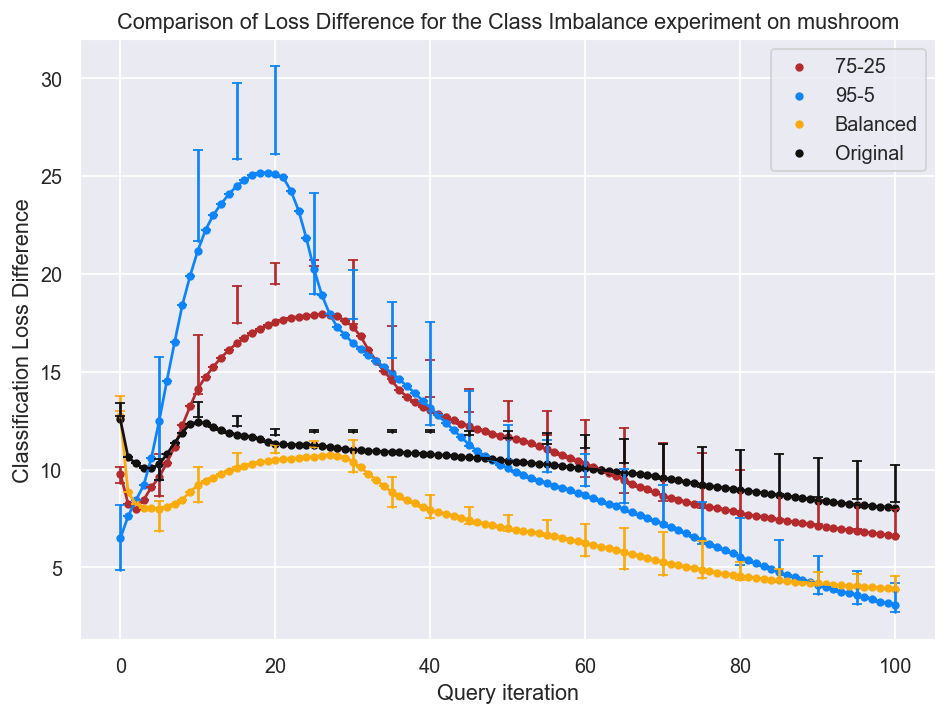 Comparison of Loss Difference for the Class Imbalance experiment on mushroom
75-25
95-5
Balanced
Original
Classification Loss Difference
30
25
20
15
10
5
0 20 40 60 80 100
Query iteration